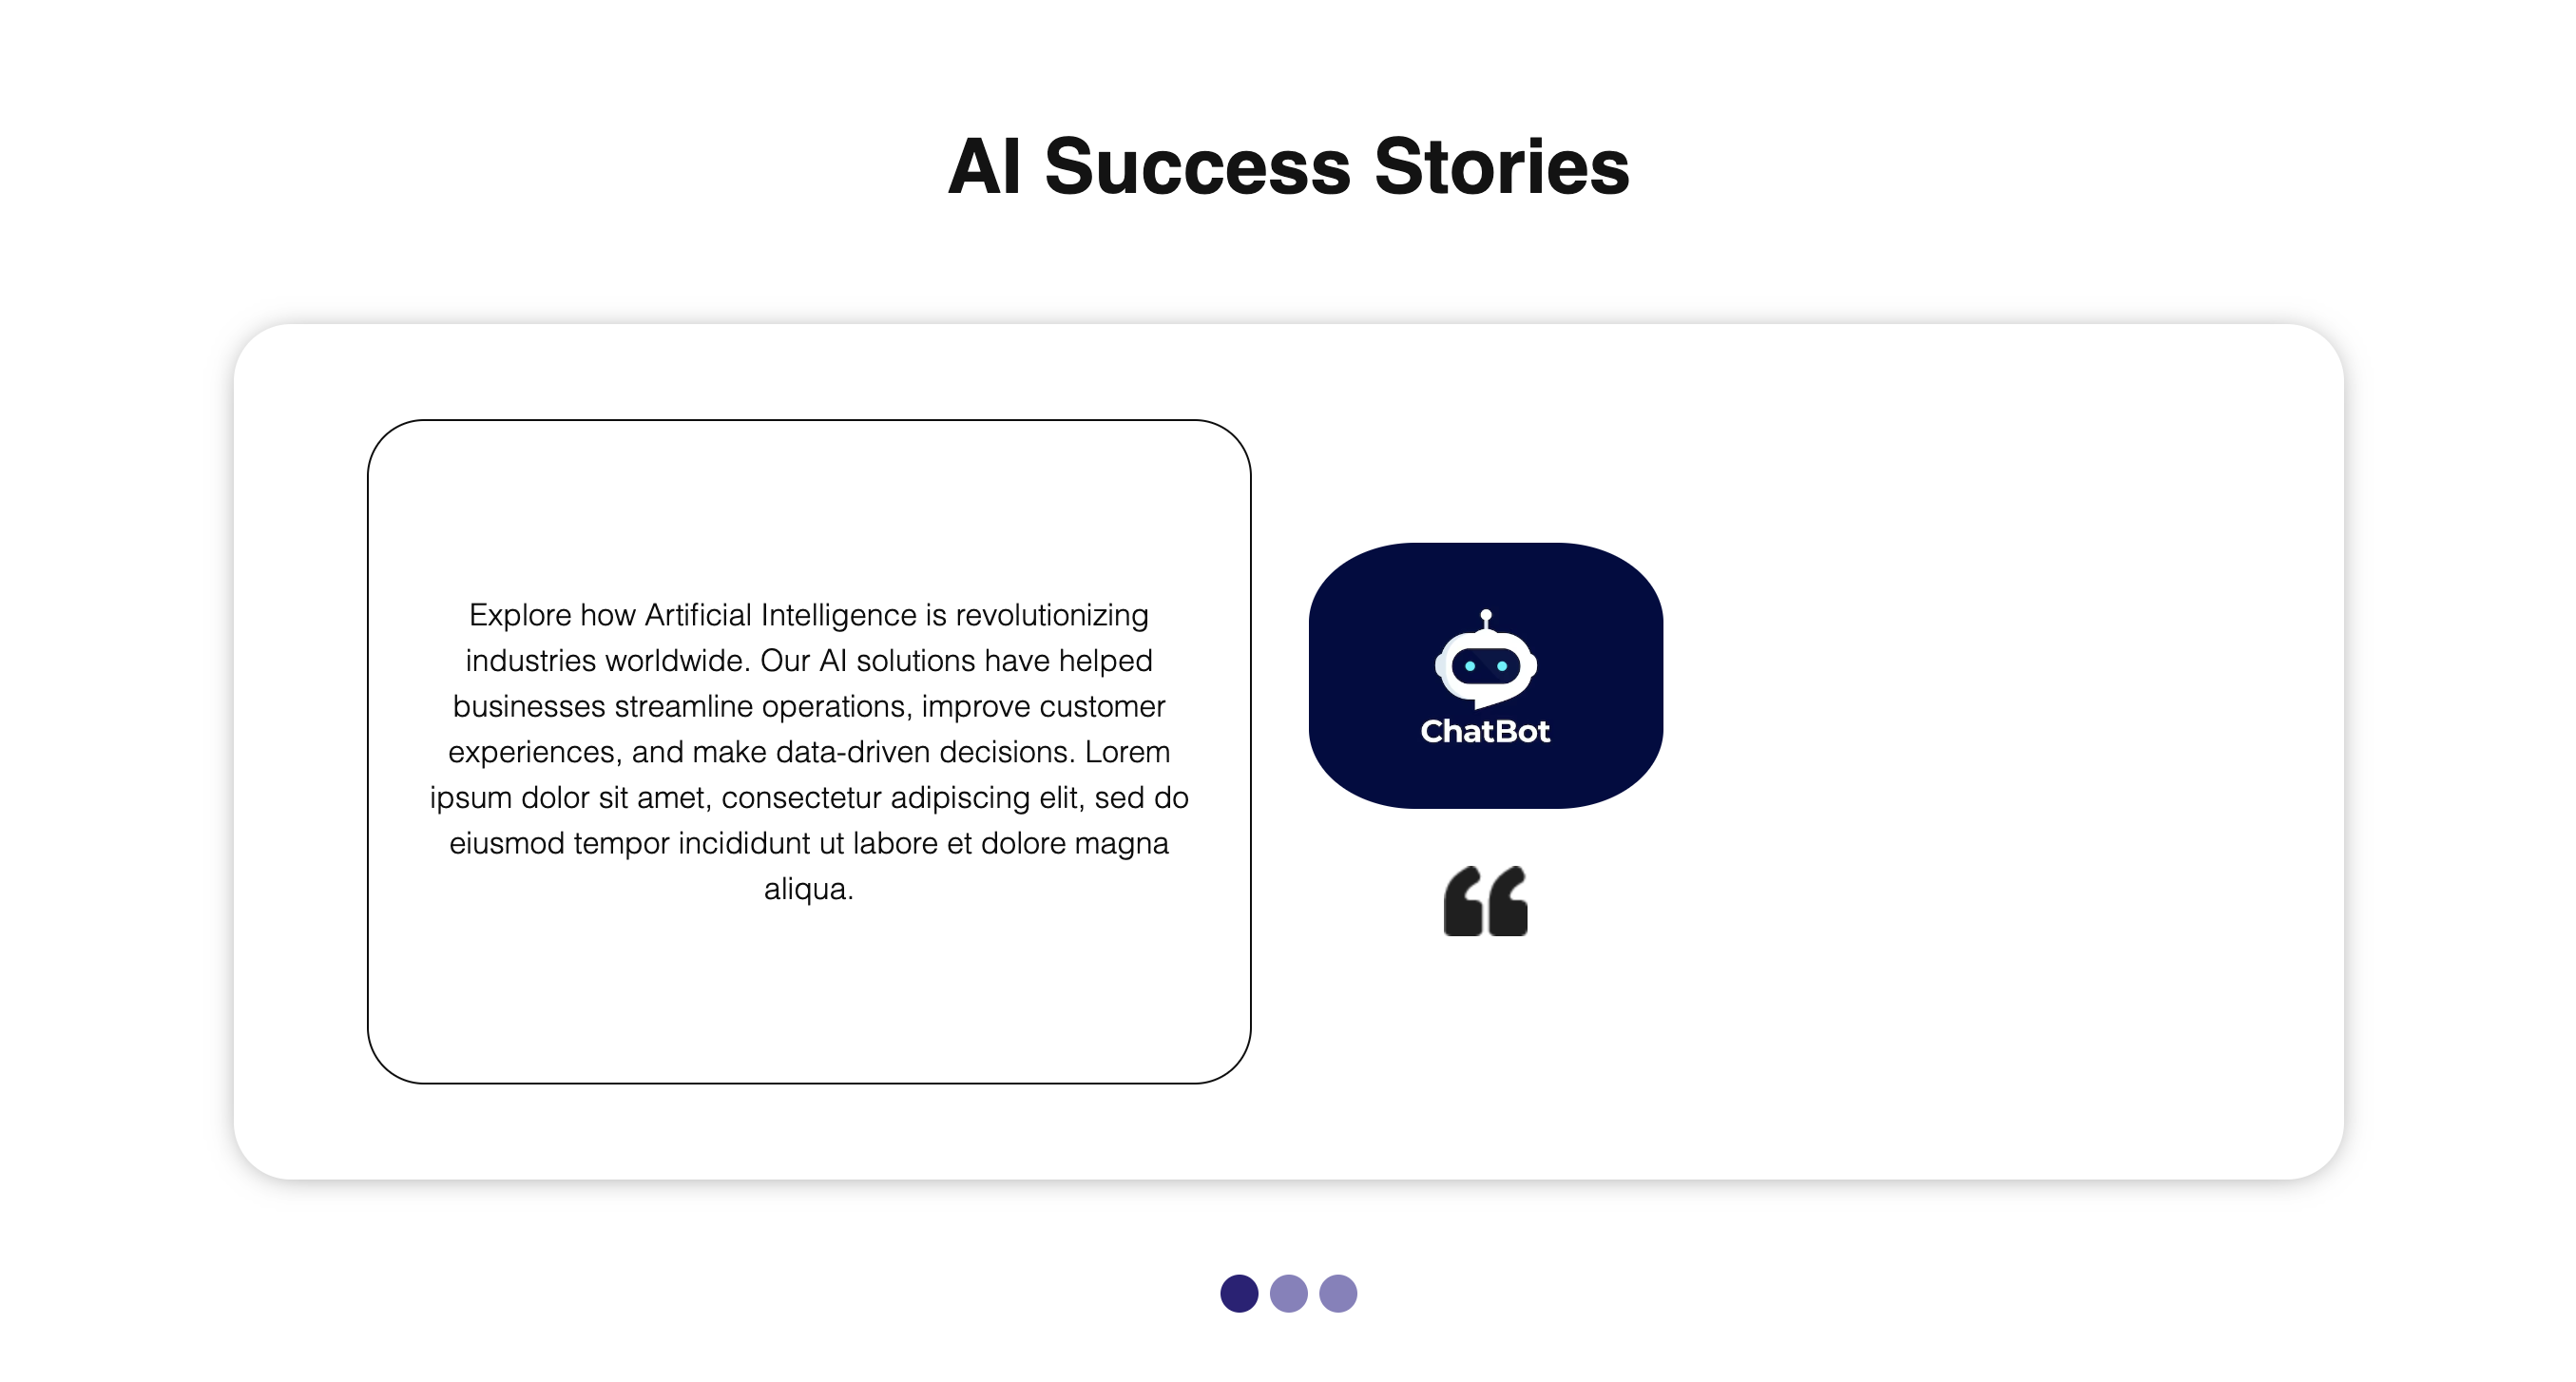 AI Success Stories
Explore how Artificial Intelligence is revolutionizing
industries worldwide. Our AI solutions have helped
businesses streamline operations, improve customer
experiences, and make data-driven decisions. Lorem
ipsum dolor sit amet, consectetur adipiscing elit, sed do
eiusmod tempor incididunt ut labore et dolore magna
aliqua.
ChatBot
“